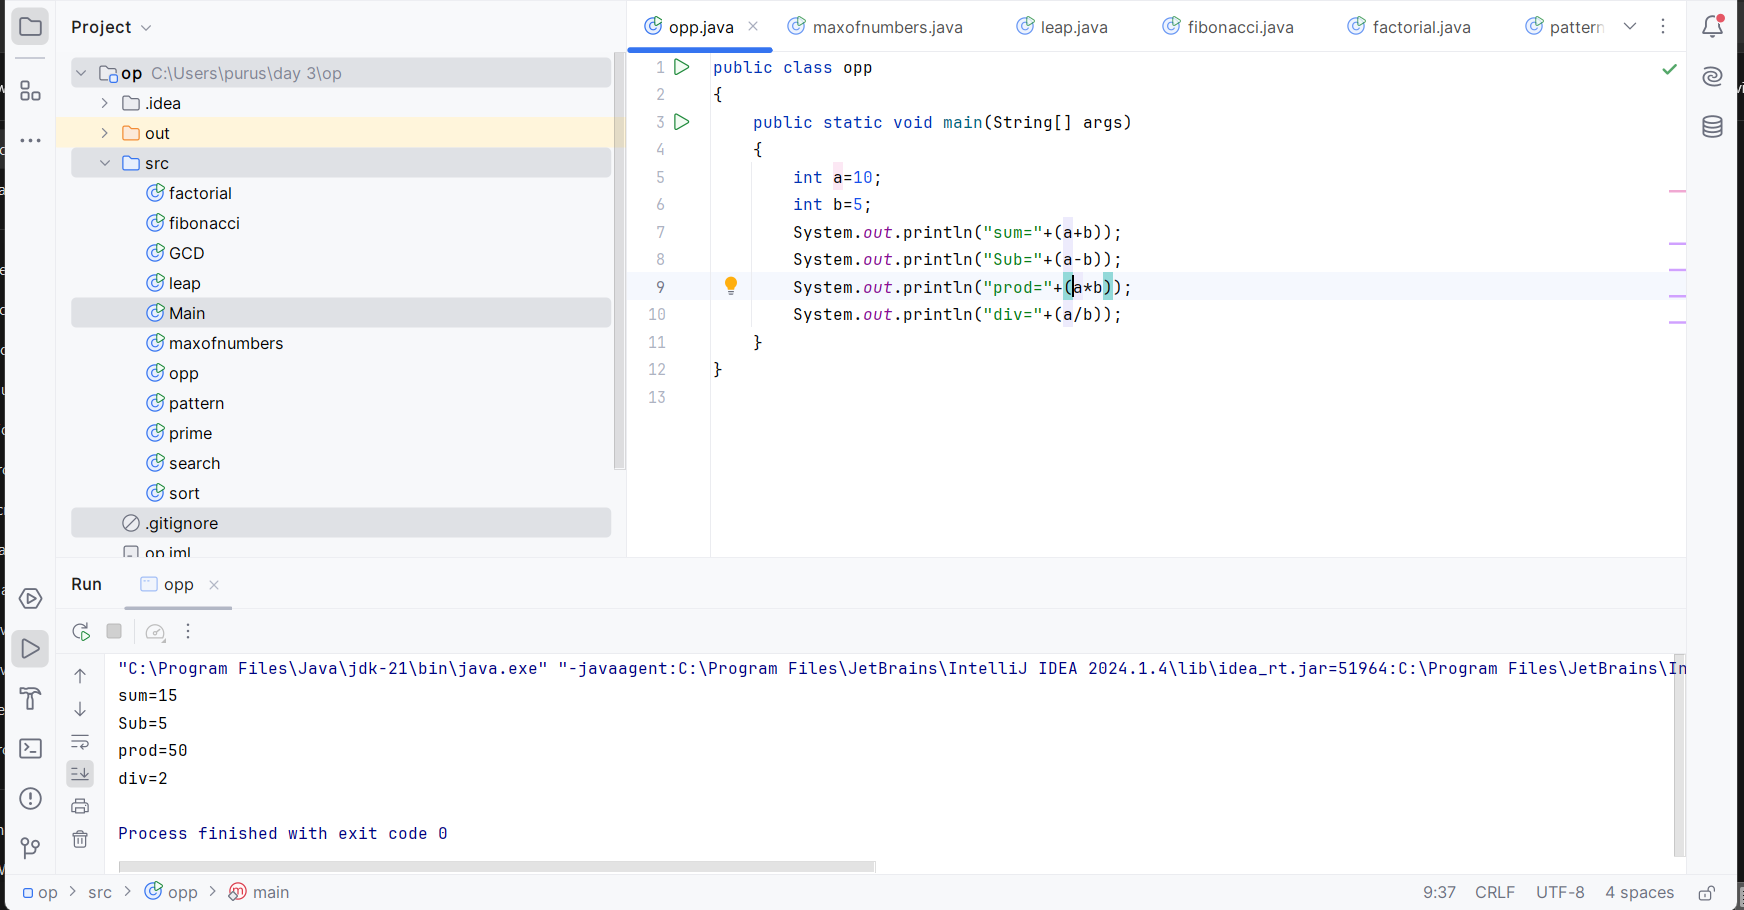 Project
op C:\Users\purus\day 3\op
.idea
out
src
factorial
fibonacci
GCD
leap
Main
maxofnumbers
opp
pattern
prime
search
sort
.gitignore
op.iml
opp.java maxofnumbers.java leap.java fibonacci.java factorial.java pattern
1 public class opp
2 {
3 public static void main(String[] args)
4 {
5 int a=10;
6 int b=5;
7 System.out.println("sum="+(a+b));
8 System.out.println("Sub="+(a-b));
9 System.out.println("prod="+(a*b));
10 System.out.println("div="+(a/b));
11 }
12 }
13
Run opp
"C:\Program Files\Java\jdk-21\bin\java.exe" "-javaagent:C:\Program Files\JetBrains\IntelliJ IDEA 2024.1.4\lib\idea_rt.jar=51964:C:\Program Files\JetBrains\In
sum=15
Sub=5
prod=50
div=2
Process finished with exit code 0
op > src > opp > main 9:37 CRLF UTF-8 4 spaces